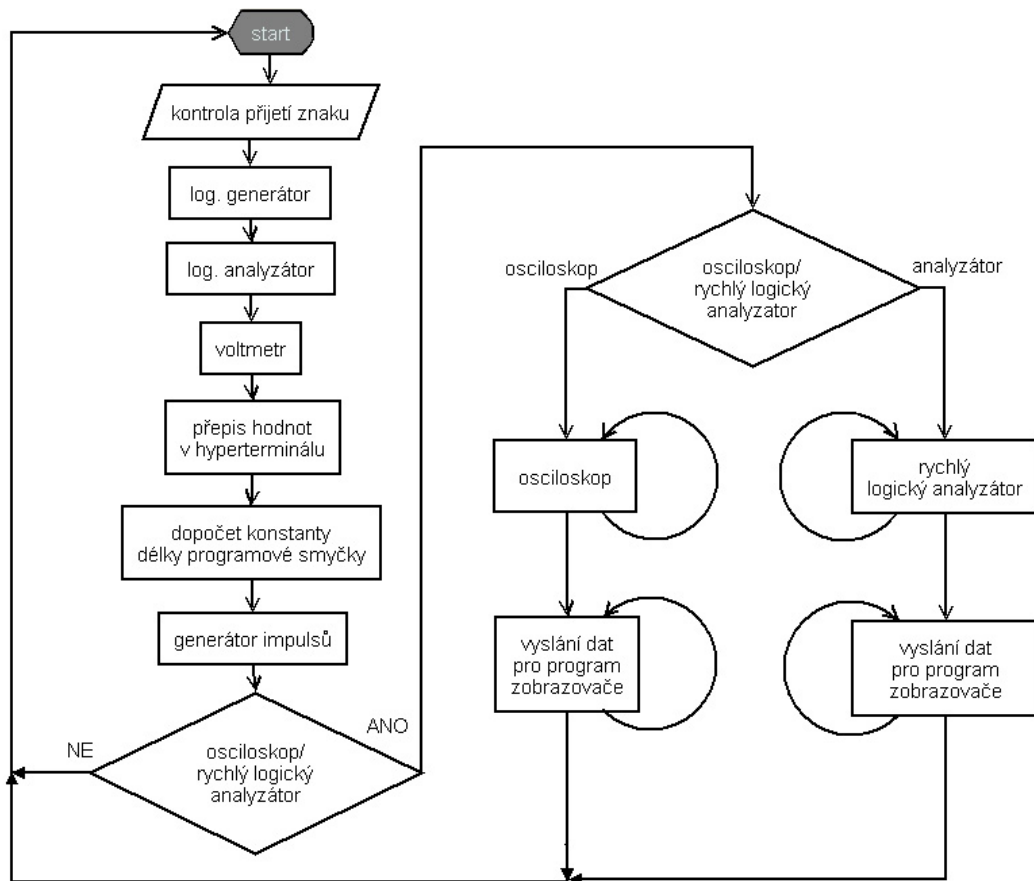 start
kontrola přijetí znaku
log. generátor
log. analyzátor
voltmetr
přepis hodnot
v hyperterminálu
dopočet konstanty
délky programové smyčky
generátor impulsů
NE
ANO
osciloskop/
rychlý logický
analyzátor
osciloskop
analyzátor
osciloskop/
rychlý logický
analyzator
osciloskop
vyslání dat
pro program
zobrazovače
rychlý
logický analyzátor
vyslání dat
pro program
zobrazovače